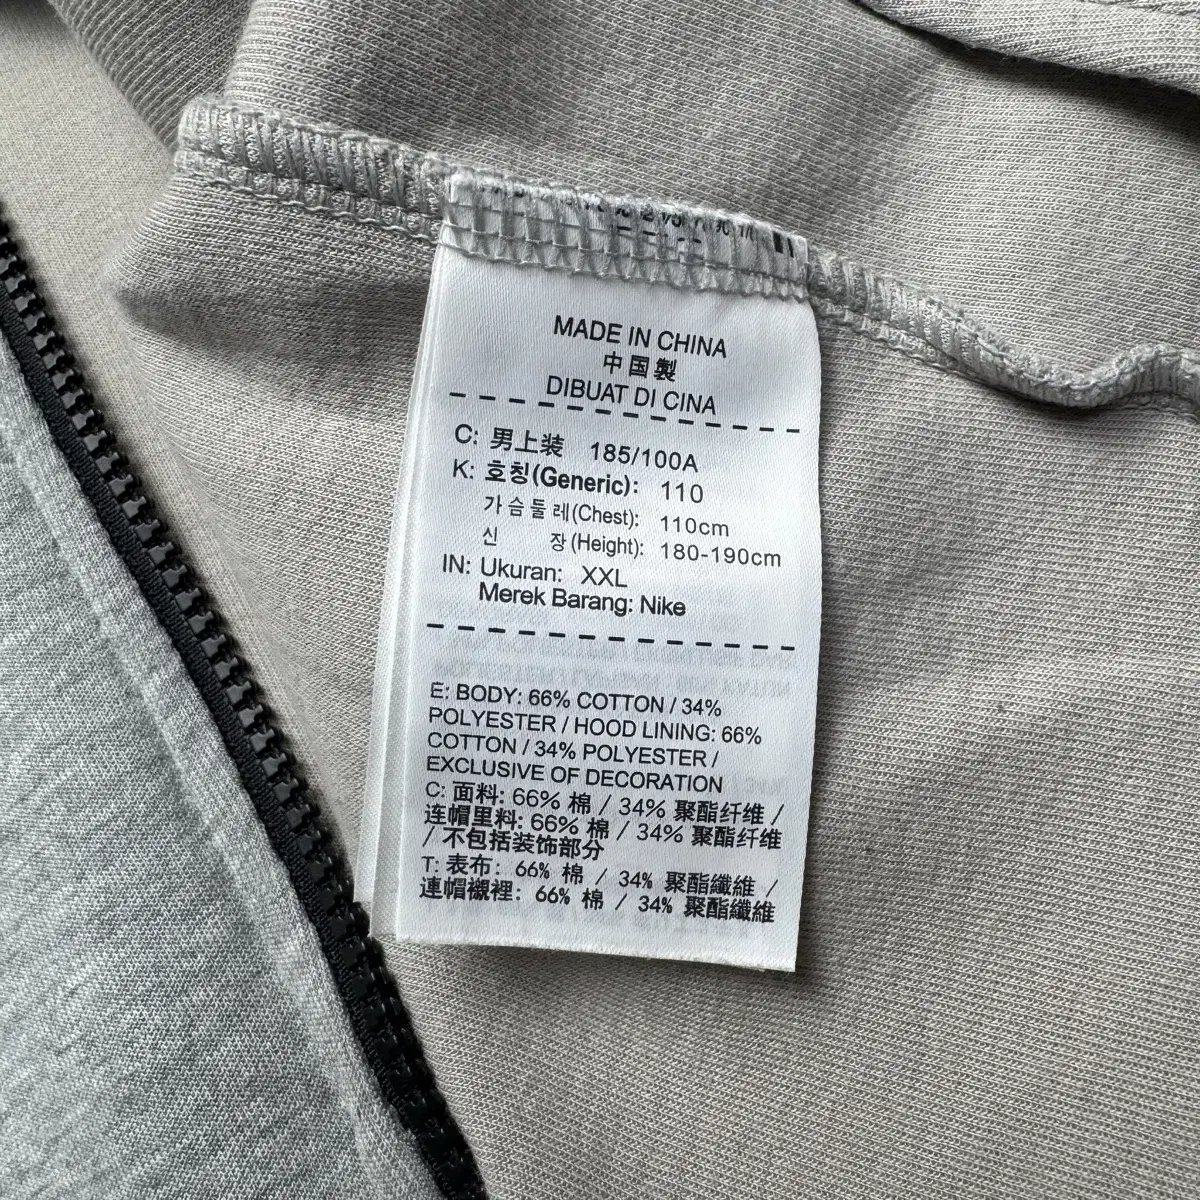 MADE IN CHINA
中国製
DIBUAT DI CINA
C: 男上装 185/100A
K: 호칭(Generic): 110
가슴둘레(Chest): 110cm
신 장(Height): 180-190cm
IN: Ukuran: XXL
Merek Barang: Nike
E: BODY: 66% COTTON / 34%
POLYESTER / HOOD LINING: 66%
COTTON / 34% POLYESTER /
EXCLUSIVE OF DECORATION
C: 面料: 66% 棉 / 34% 聚酯纤维 /
连帽里料: 66% 棉 / 34% 聚酯纤维
/ 不包括装饰部分
T: 表布: 66% 棉 / 34% 聚酯纖維 /
連帽襯裡: 66% 棉 / 34% 聚酯纖維